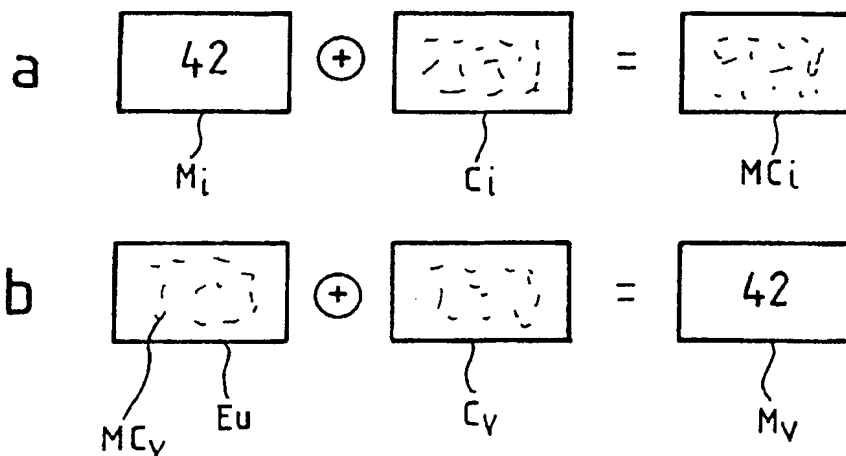 a 42 + =
Mi Ci MCi
b + = 42
MCv Eu Cv Mv